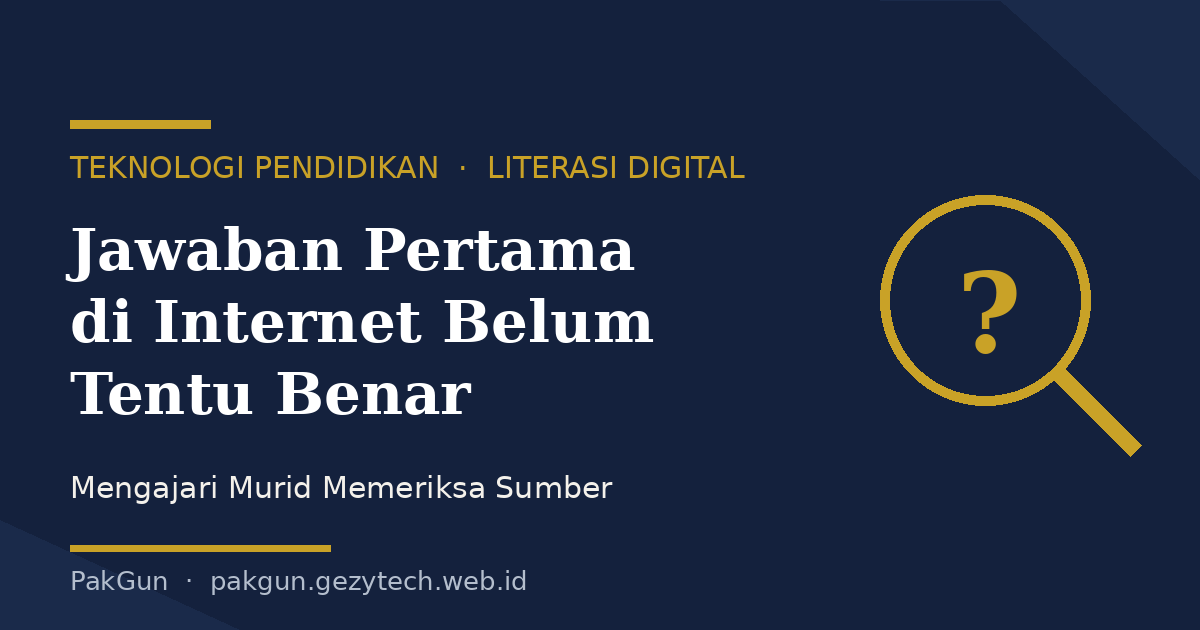 TEKNOLOGI PENDIDIKAN · LITERASI DIGITAL
Jawaban Pertama
di Internet Belum
Tentu Benar
?
Mengajari Murid Memeriksa Sumber
PakGun · pakgun.gezytech.web.id